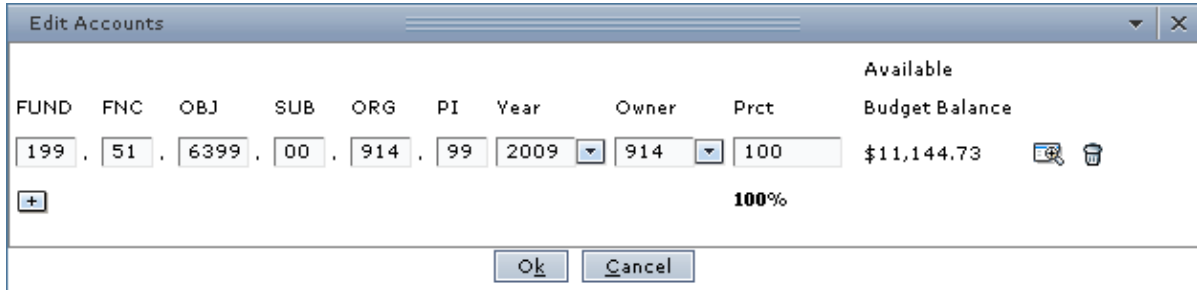 Edit Accounts
Available
FUND FNC OBJ SUB ORG PI Year Owner Prct Budget Balance
199 . 51 . 6399 . 00 . 914 . 99 2009 914 100 $11,144.73
+ 100%
Ok Cancel